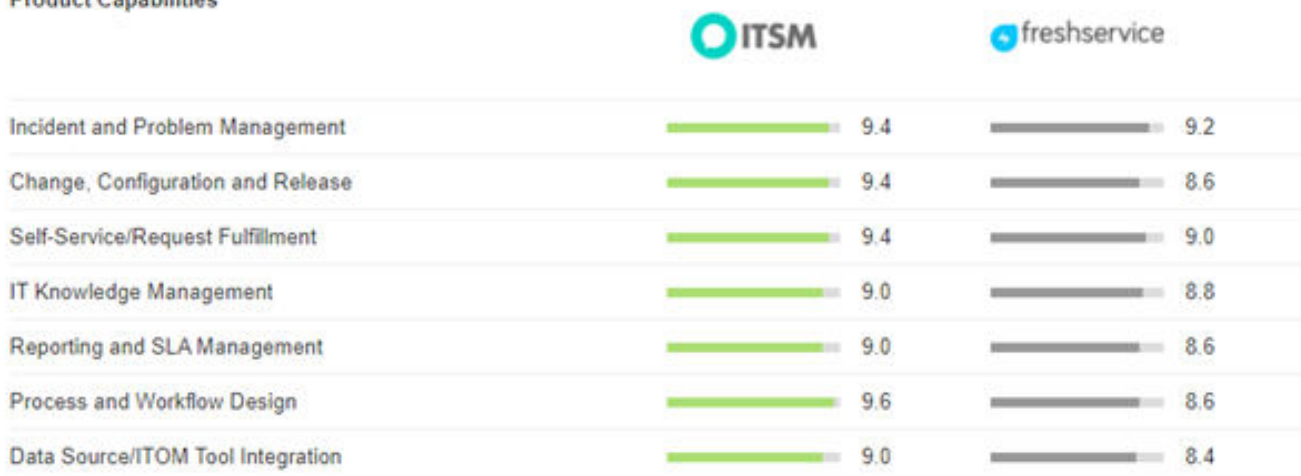 Product Capabilities
ITSM freshservice
Incident and Problem Management 9.4 9.2
Change, Configuration and Release 9.4 8.6
Self-Service/Request Fulfillment 9.4 9.0
IT Knowledge Management 9.0 8.8
Reporting and SLA Management 9.0 8.6
Process and Workflow Design 9.6 8.6
Data Source/ITOM Tool Integration 9.0 8.4